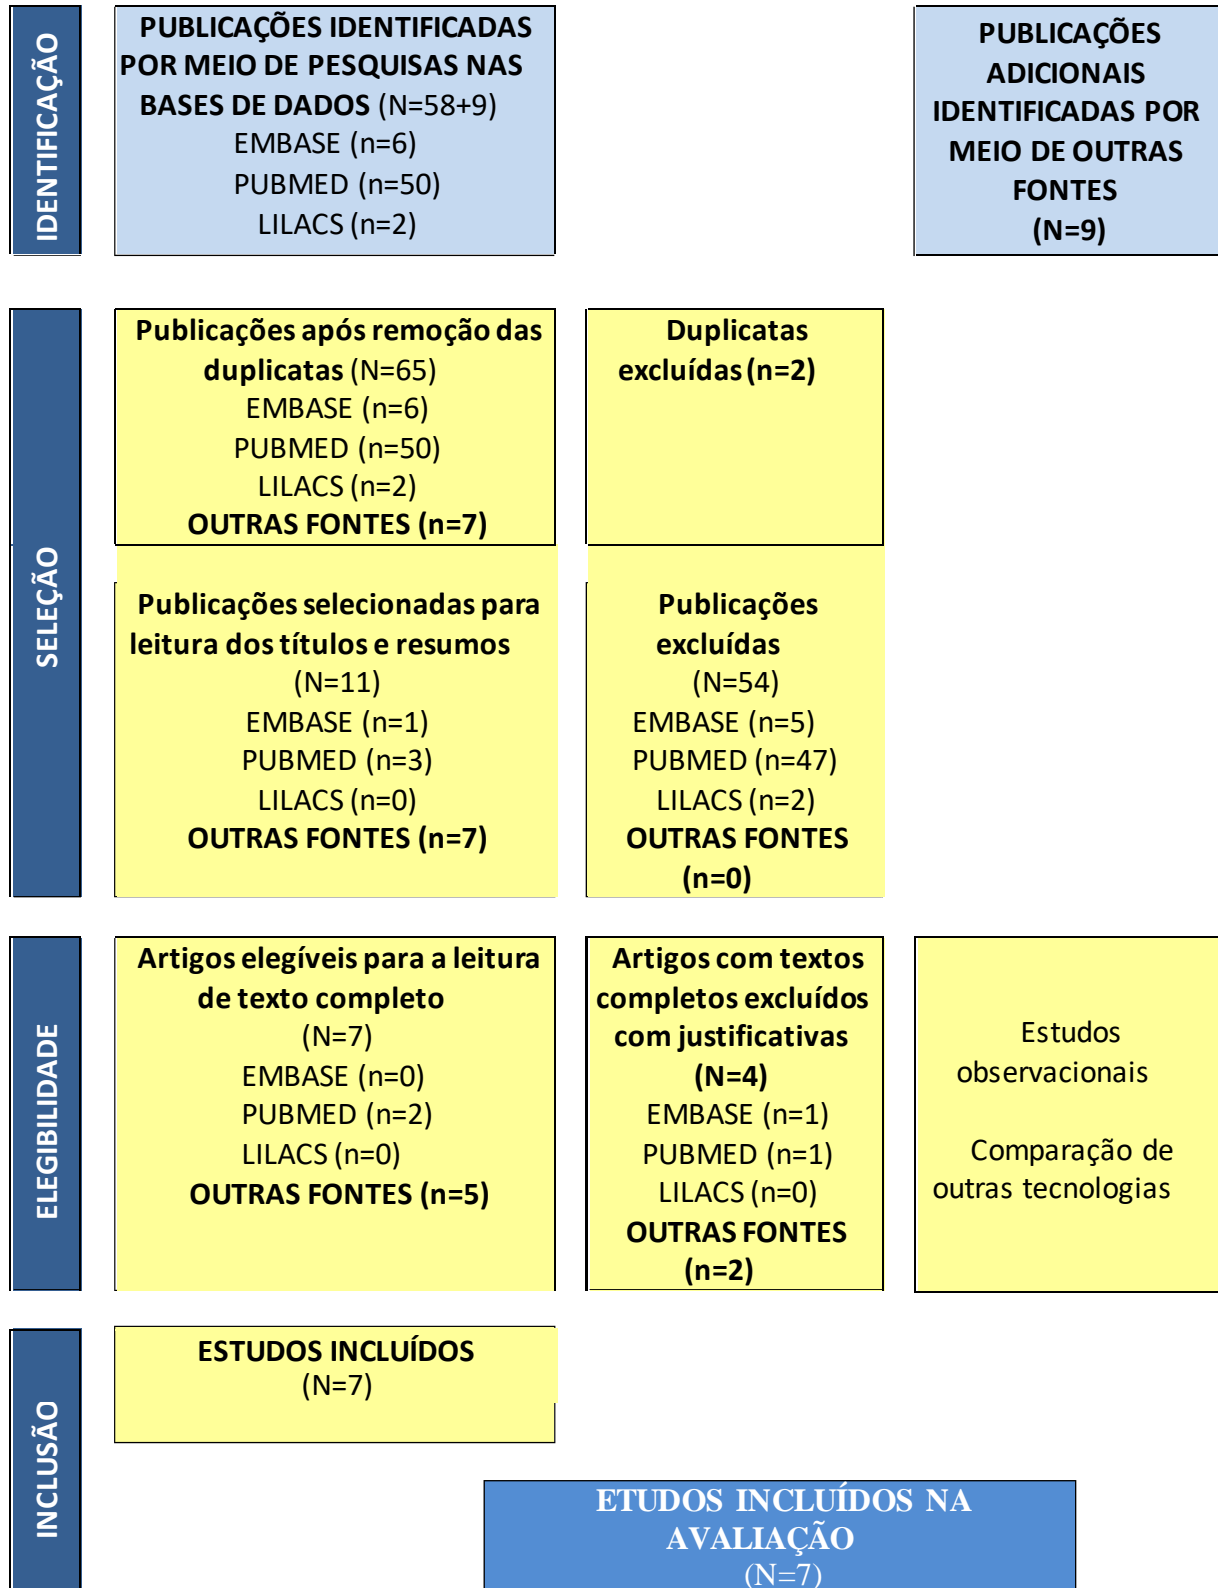 IDENTIFICAÇÃO
PUBLICAÇÕES IDENTIFICADAS
POR MEIO DE PESQUISAS NAS
BASES DE DADOS (N=58+9)
EMBASE (n=6)
PUBMED (n=50)
LILACS (n=2)
PUBLICAÇÕES
ADICIONAIS
IDENTIFICADAS POR
MEIO DE OUTRAS
FONTES
(N=9)
SELEÇÃO
Publicações após remoção das
duplicatas (N=65)
EMBASE (n=6)
PUBMED (n=50)
LILACS (n=2)
OUTRAS FONTES (n=7)
Duplicatas
excluídas (n=2)
Publicações selecionadas para
leitura dos títulos e resumos
(N=11)
EMBASE (n=1)
PUBMED (n=3)
LILACS (n=0)
OUTRAS FONTES (n=7)
Publicações
excluídas
(N=54)
EMBASE (n=5)
PUBMED (n=47)
LILACS (n=2)
OUTRAS FONTES
(n=0)
ELEGIBILIDADE
Artigos elegíveis para a leitura
de texto completo
(N=7)
EMBASE (n=0)
PUBMED (n=2)
LILACS (n=0)
OUTRAS FONTES (n=5)
Artigos com textos
completos excluídos
com justificativas
(N=4)
EMBASE (n=1)
PUBMED (n=1)
LILACS (n=0)
OUTRAS FONTES
(n=2)
Estudos
observacionais
Comparação de
outras tecnologias
INCLUSÃO
ESTUDOS INCLUÍDOS
(N=7)
ETUDOS INCLUÍDOS NA
AVALIAÇÃO
(N=7)